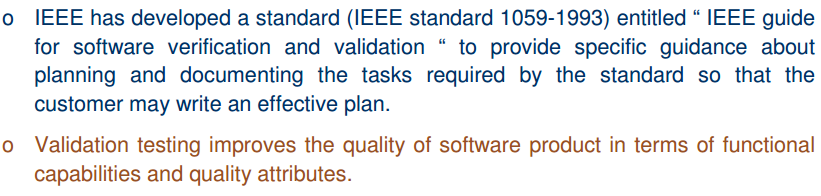 o IEEE has developed a standard (IEEE standard 1059-1993) entitled “ IEEE guide
for software verification and validation “ to provide specific guidance about
planning and documenting the tasks required by the standard so that the
customer may write an effective plan.
o Validation testing improves the quality of software product in terms of functional
capabilities and quality attributes.